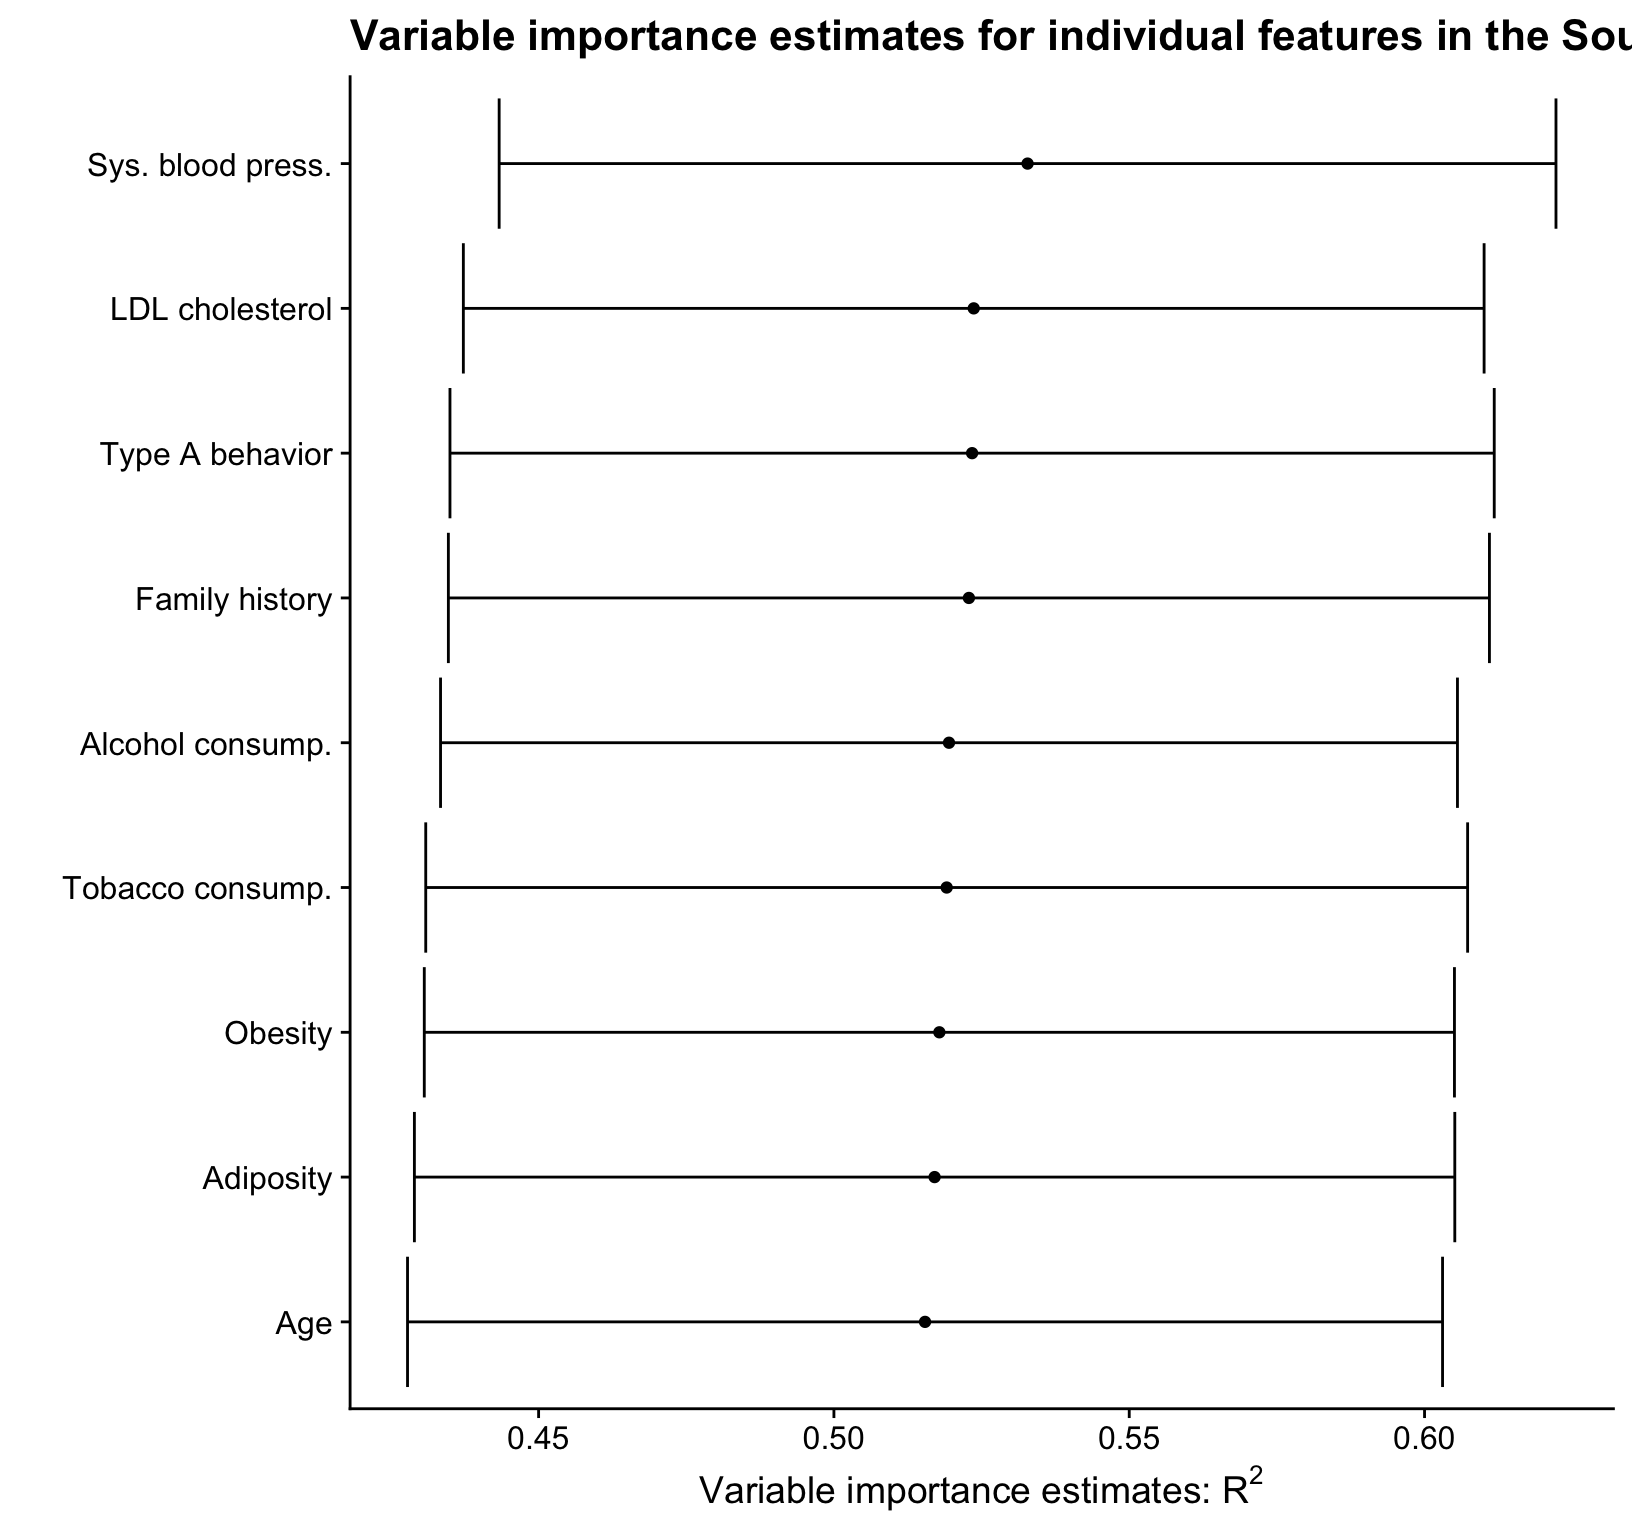 Variable importance estimates for individual features in the Sou
Sys. blood press.
LDL cholesterol
Type A behavior
Family history
Alcohol consump.
Tobacco consump.
Obesity
Adiposity
Age
0.45 0.50 0.55 0.60
Variable importance estimates: R²